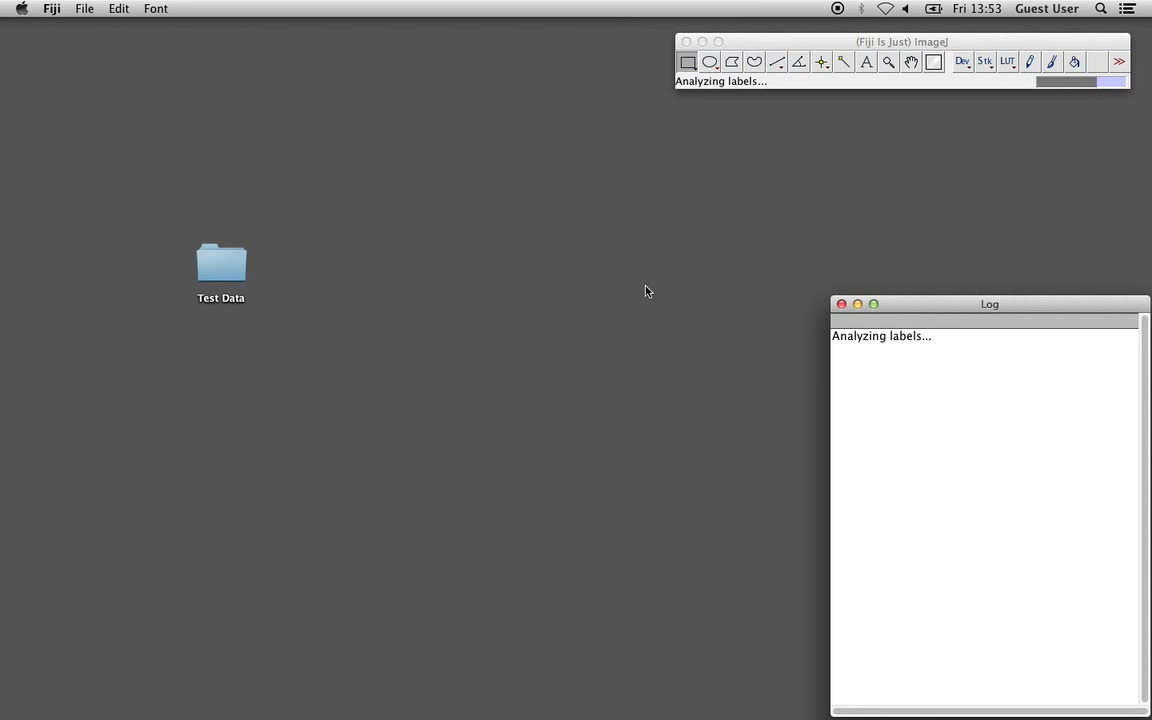 Fiji File Edit Font Fri 13:53 Guest User
(Fiji Is Just) ImageJ
Dev Stk LUT >>
Analyzing labels...
Test Data
Log
Analyzing labels...